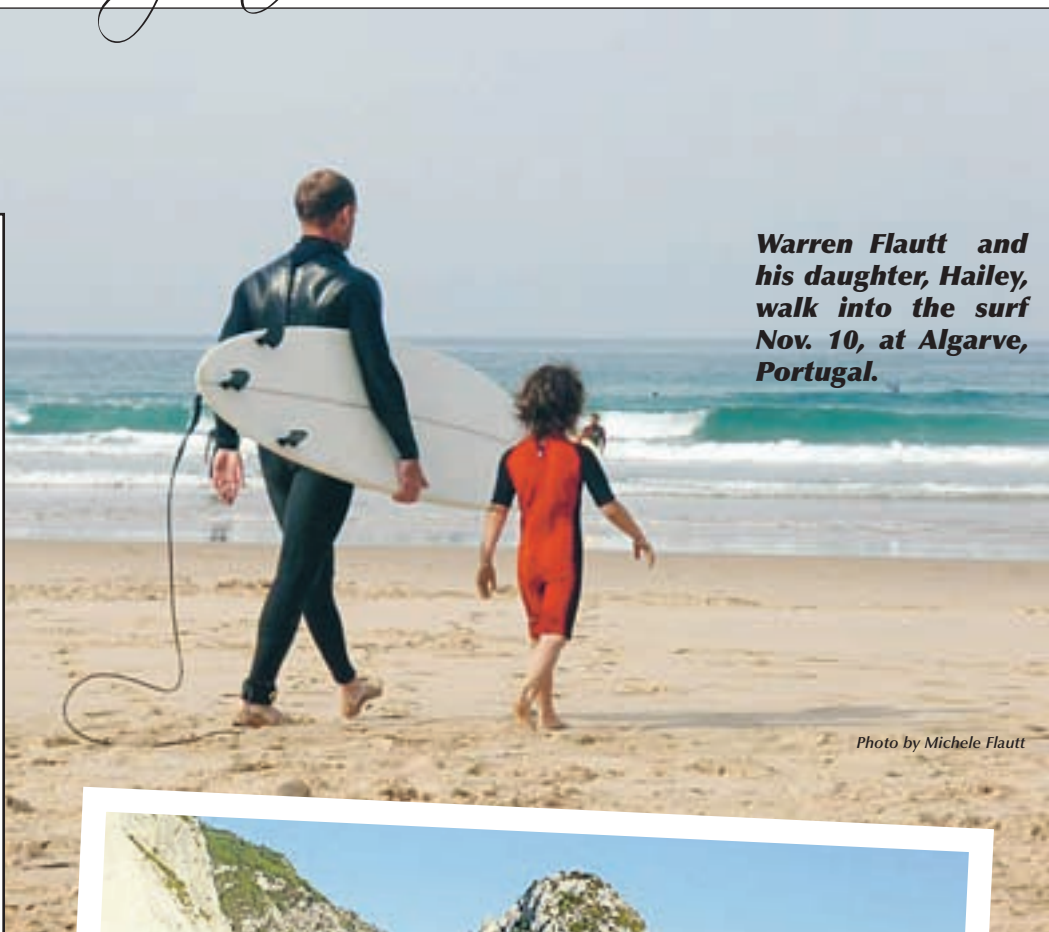 Warren Flautt and
his daughter, Hailey,
walk into the surf
Nov. 10, at Algarve,
Portugal.
Photo by Michele Flautt